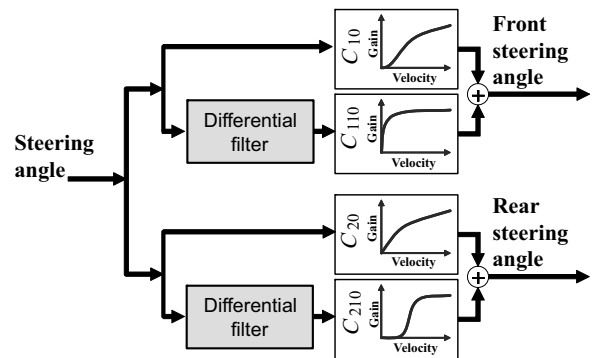 Front
steering
angle
C10
Gain
Velocity
Steering
angle
Differential
filter
C110
Gain
Velocity
Rear
steering
angle
C20
Gain
Velocity
Differential
filter
C210
Gain
Velocity